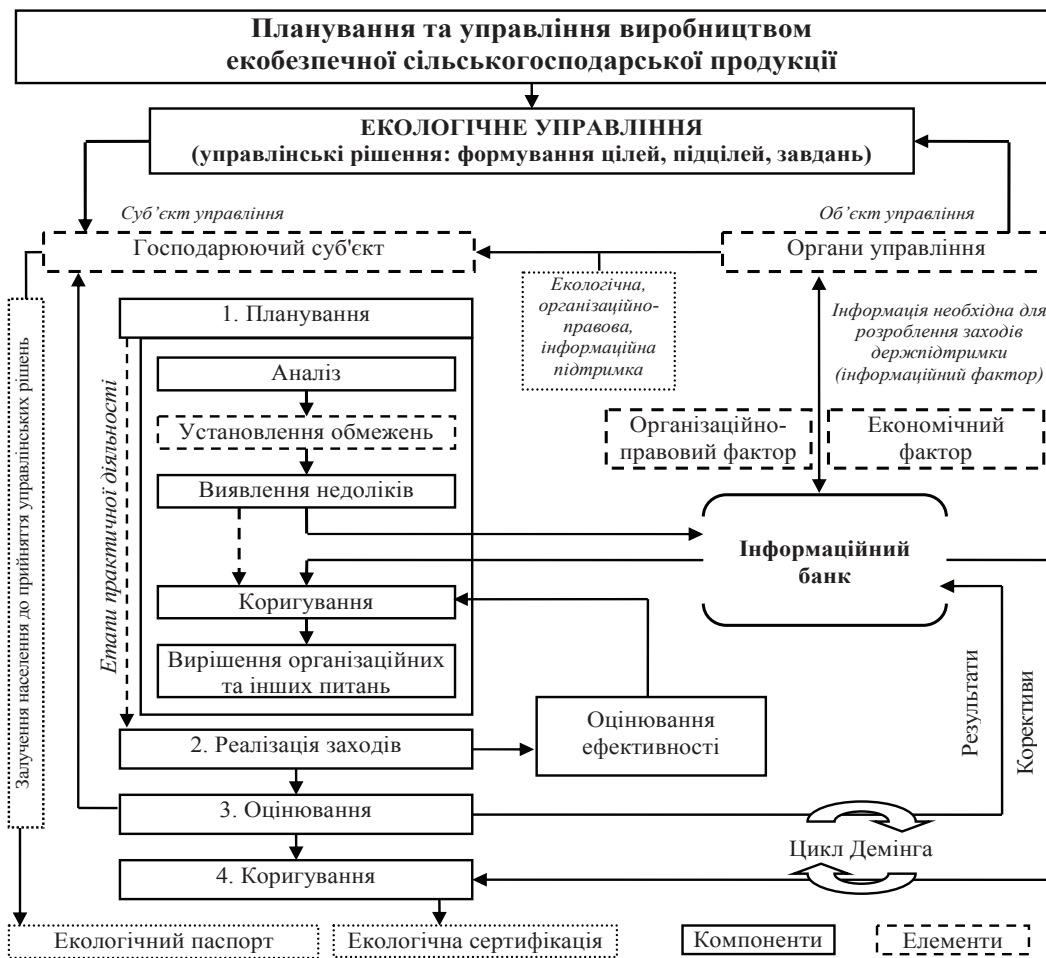 Планування та управління виробництвом
екобезпечної сільськогосподарської продукції
ЕКОЛОГІЧНЕ УПРАВЛІННЯ
(управлінські рішення: формування цілей, підцілей, завдань)
Суб’єкт управління
Об’єкт управління
Господарюючий суб'єкт
Органи управління
Екологічна,
організаційно-
правова,
інформаційна
підтримка
Інформація необхідна для
розроблення заходів
держпідтримки
(інформаційний фактор)
1. Планування
Аналіз
Установлення обмежень
Виявлення недоліків
Коригування
Вирішення організаційних
та інших питань
Організаційно-
правовий фактор
Економічний
фактор
Інформаційний
банк
Залучення населення до прийняття управлінських рішень
Етапи практичної діяльності
Оцінювання
ефективності
Результати
Корективи
2. Реалізація заходів
3. Оцінювання
Цикл Демінга
4. Коригування
Екологічний паспорт
Екологічна сертифікація
Компоненти
Елементи